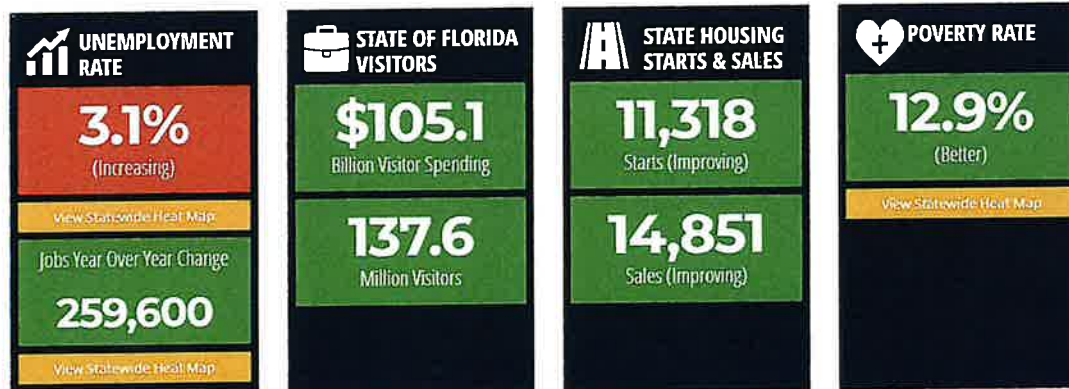 UNEMPLOYMENT
RATE
3.1%
(Increasing)
View Statewide Heat Map
Jobs Year Over Year Change
259,600
View Statewide Heat Map
STATE OF FLORIDA
VISITORS
$105.1
Billion Visitor Spending
137.6
Million Visitors
STATE HOUSING
STARTS & SALES
11,318
Starts (Improving)
14,851
Sales (Improving)
POVERTY RATE
12.9%
(Better)
View Statewide Heat Map